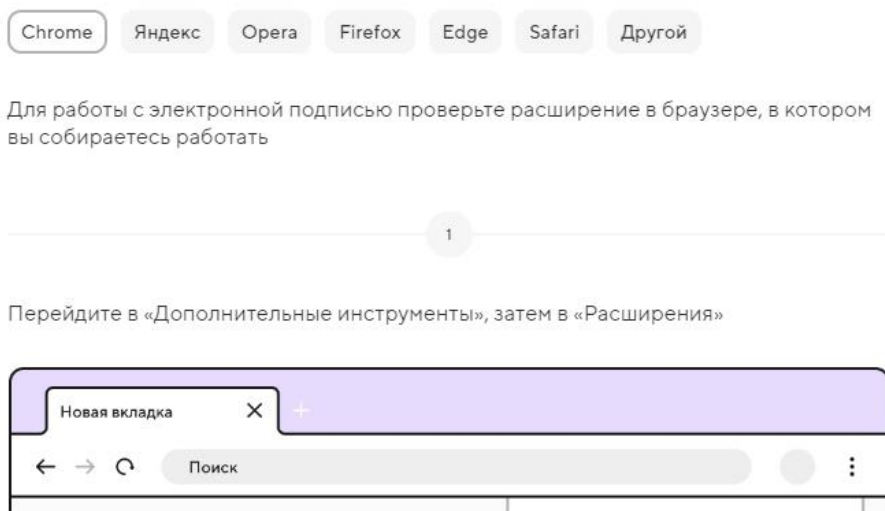 Chrome Яндекс Opera Firefox Edge Safari Другой
Для работы с электронной подписью проверьте расширение в браузере, в котором
вы собираетесь работать
1
Перейдите в «Дополнительные инструменты», затем в «Расширения»
Новая вкладка
Поиск